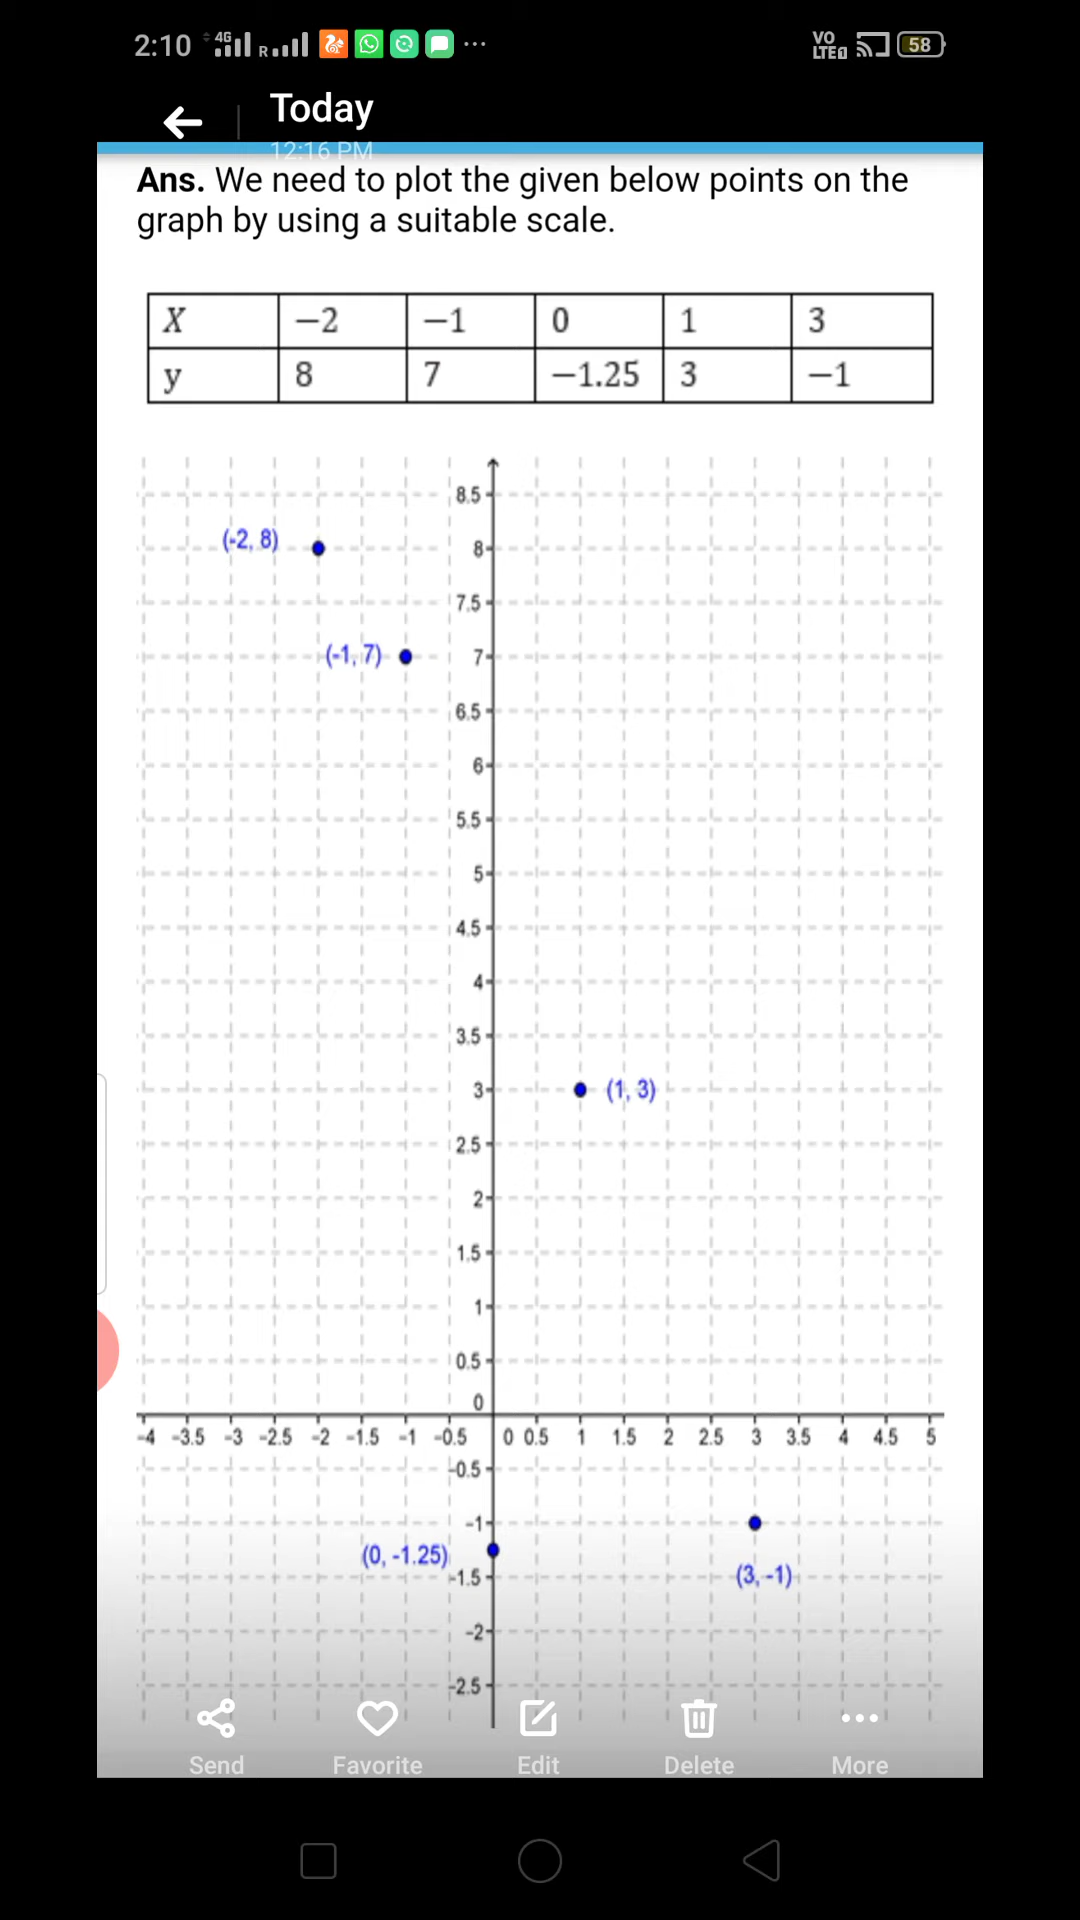 2:10 4G R VO LTE 1 58
Today
12:16 PM
Ans. We need to plot the given below points on the
graph by using a suitable scale.
X −2 −1 0 1 3
y 8 7 −1.25 3 −1
8.5
(-2, 8) 8
7.5
(-1, 7) 7
6.5
6
5.5
5
4.5
4
3.5
3 (1, 3)
2.5
2
1.5
1
0.5
0
-4 -3.5 -3 -2.5 -2 -1.5 -1 -0.5 0 0.5 1 1.5 2 2.5 3 3.5 4 4.5 5
-0.5
-1
(0, -1.25)
-1.5 (3, -1)
-2
-2.5
Send Favorite Edit Delete More